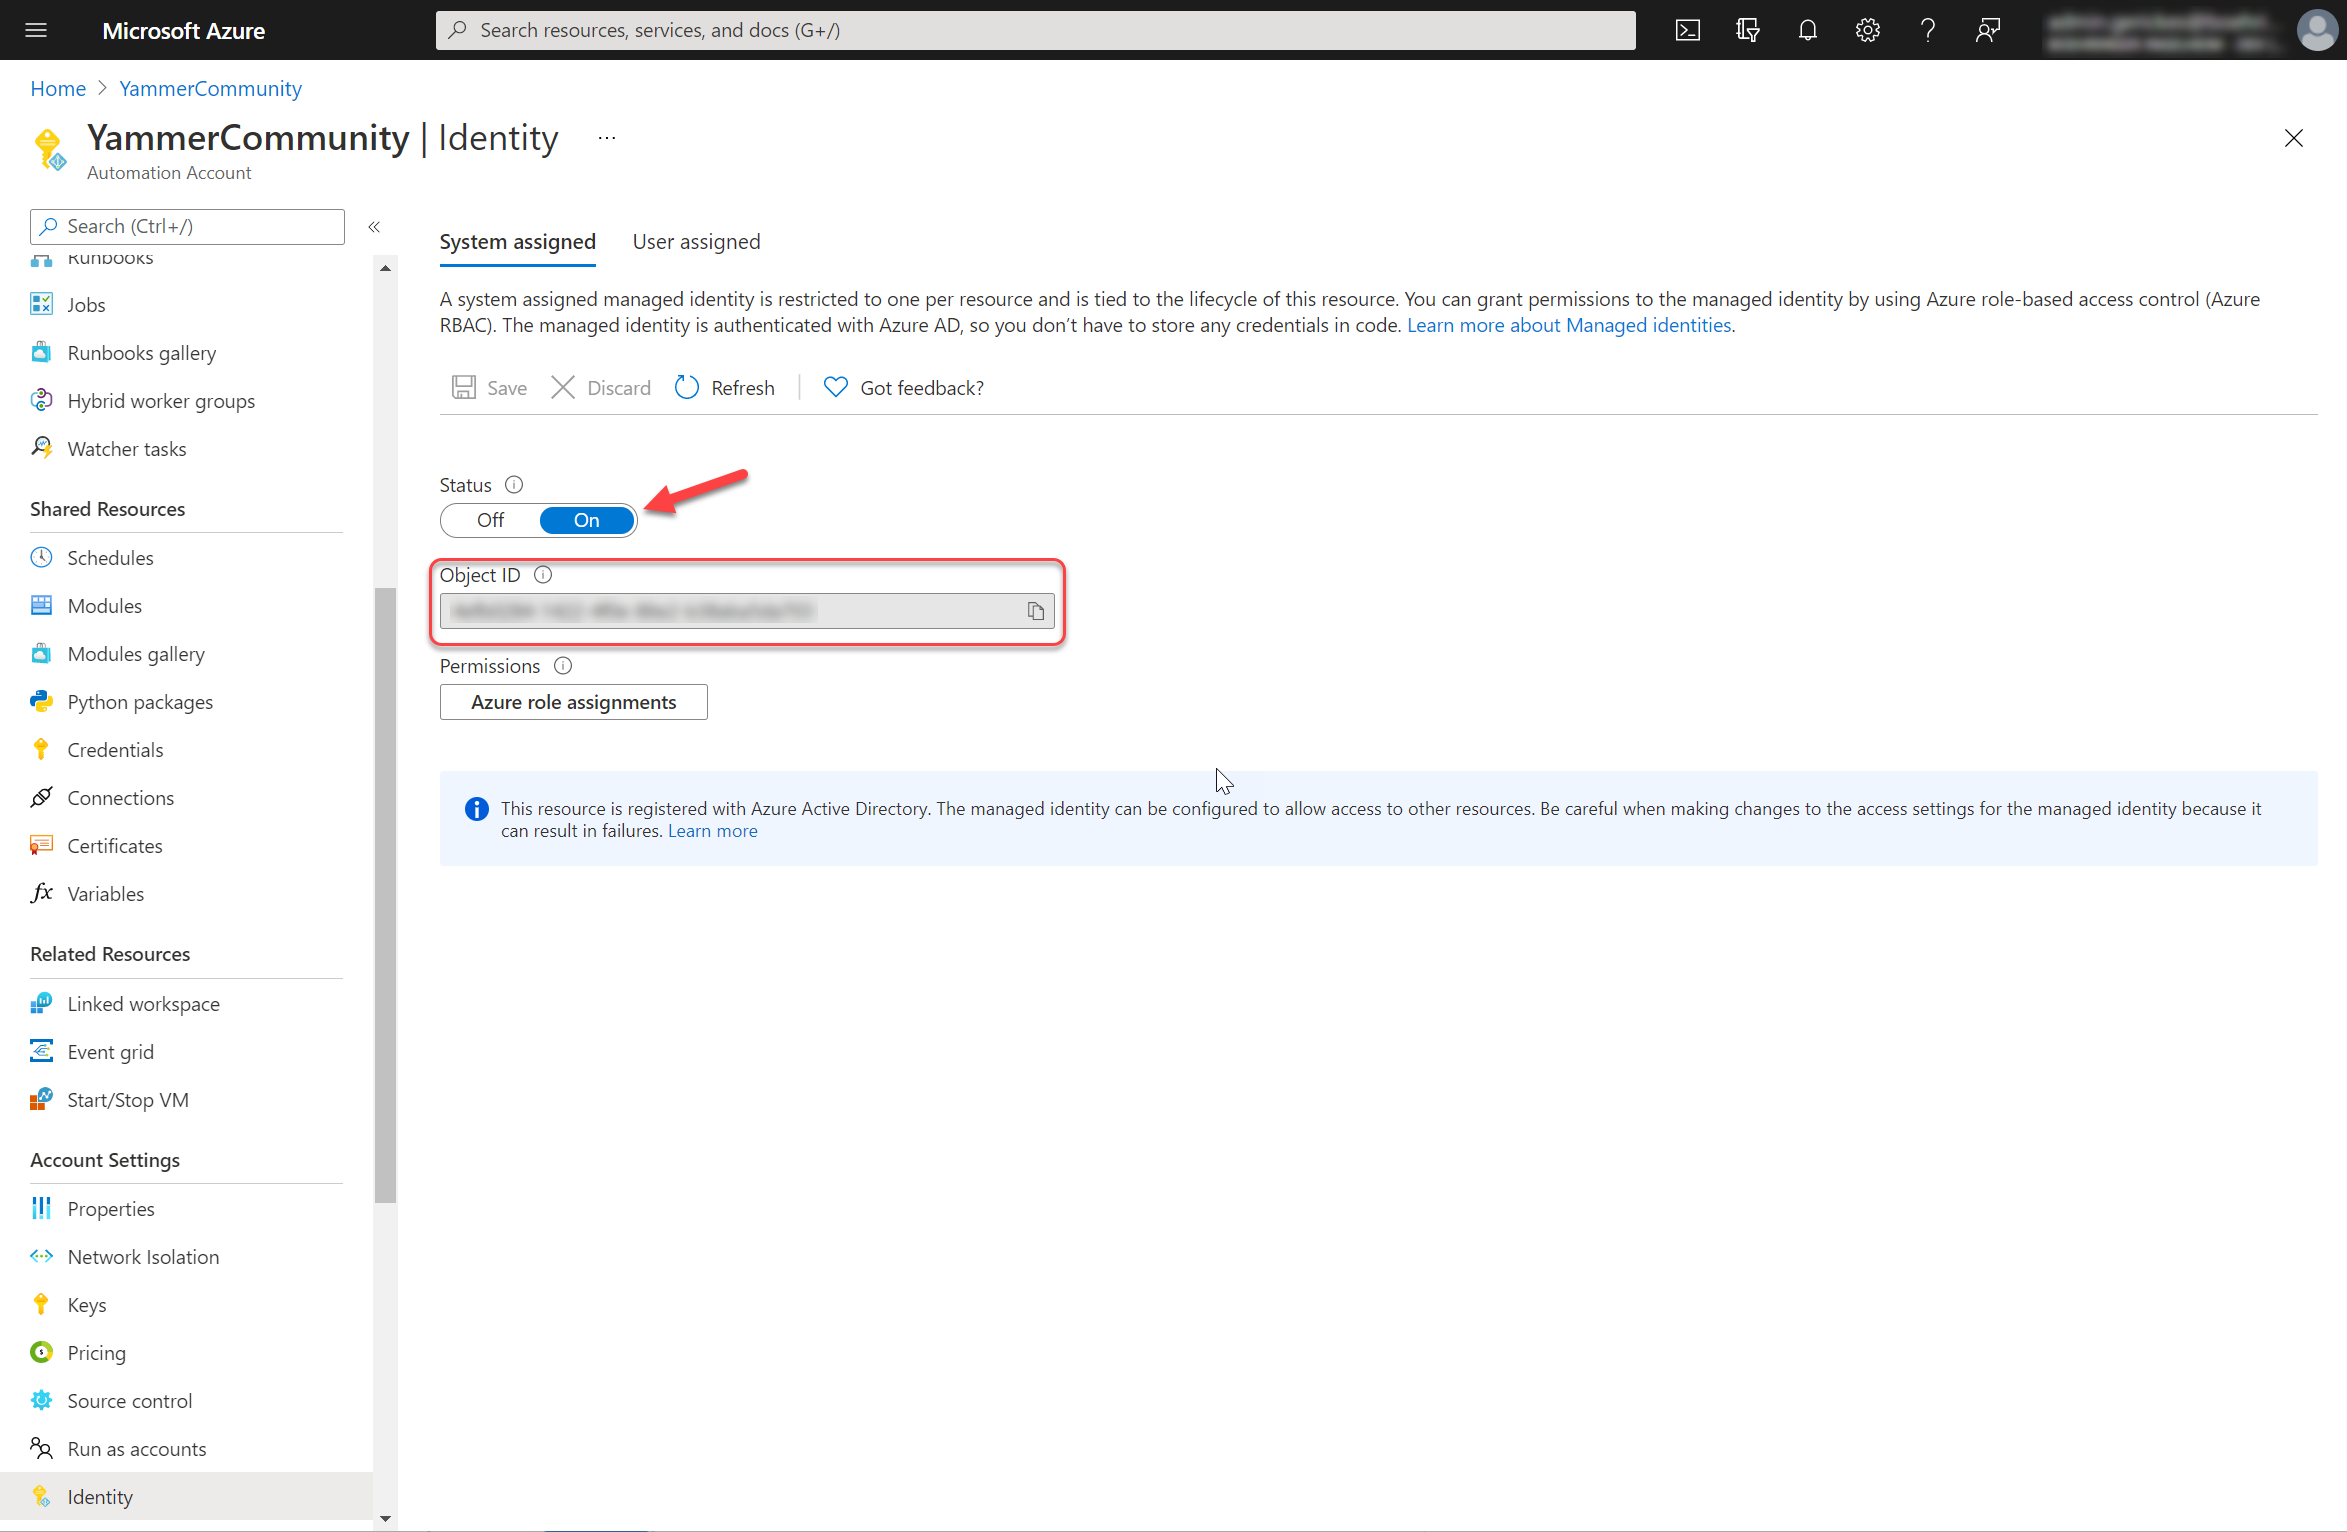 Microsoft Azure
Search resources, services, and docs (G+/)
Home > YammerCommunity
YammerCommunity | Identity ...
Automation Account
Search (Ctrl+/)
Runbooks
Jobs
Runbooks gallery
Hybrid worker groups
Watcher tasks
Shared Resources
Schedules
Modules
Modules gallery
Python packages
Credentials
Connections
Certificates
Variables
Related Resources
Linked workspace
Event grid
Start/Stop VM
Account Settings
Properties
Network Isolation
Keys
Pricing
Source control
Run as accounts
Identity
System assigned User assigned
A system assigned managed identity is restricted to one per resource and is tied to the lifecycle of this resource. You can grant permissions to the managed identity by using Azure role-based access control (Azure
RBAC). The managed identity is authenticated with Azure AD, so you don’t have to store any credentials in code. Learn more about Managed identities.
Save Discard Refresh Got feedback?
Status
Off On
Object ID
Permissions
Azure role assignments
This resource is registered with Azure Active Directory. The managed identity can be configured to allow access to other resources. Be careful when making changes to the access settings for the managed identity because it
can result in failures. Learn more